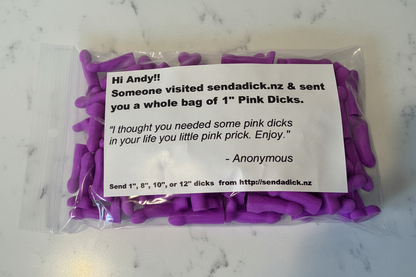 Hi Andy!!
Someone visited sendadick.nz & sent
you a whole bag of 1" Pink Dicks.
"I thought you needed some pink dicks
in your life you little pink prick. Enjoy."
- Anonymous
Send 1", 8", 10", or 12" dicks from http://sendadick.nz